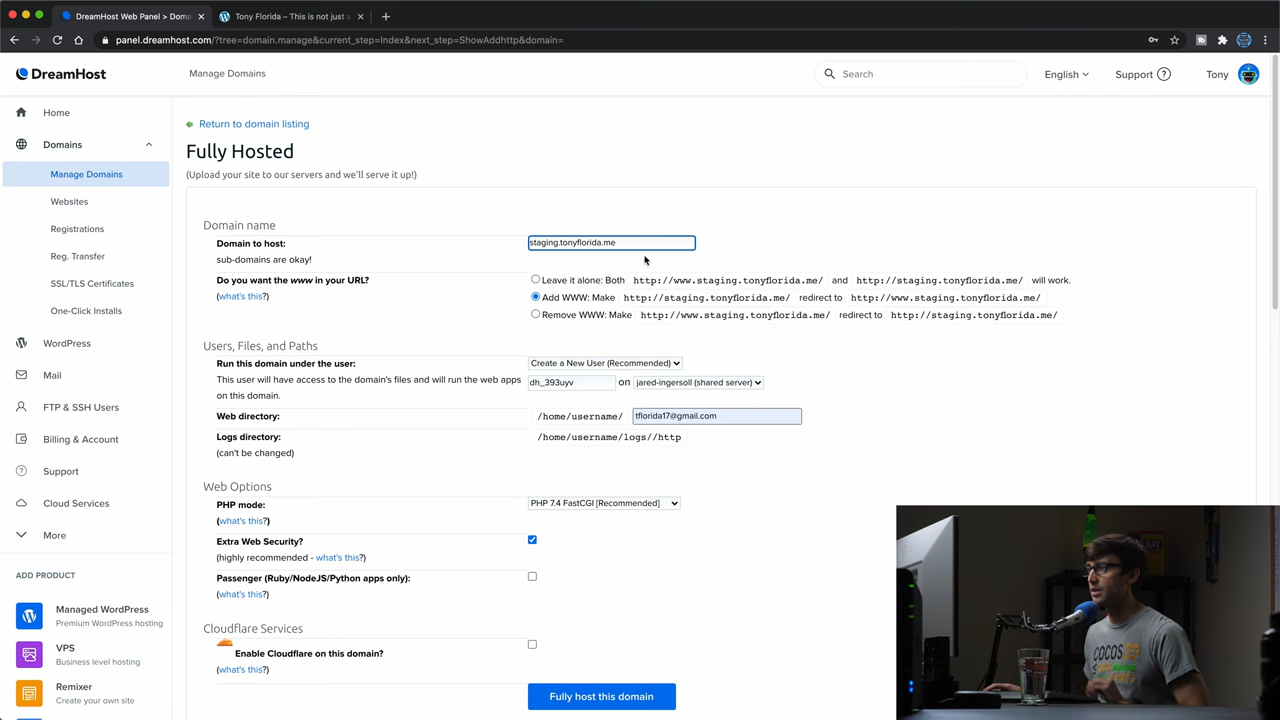 DreamHost Web Panel > Doma
Tony Florida – This is not just a
panel.dreamhost.com/?tree=domain.manage&current_step=Index&next_step=ShowAddhttp&domain=
DreamHost
Manage Domains
Search
English
Support
Tony
Home
Domains
Manage Domains
Websites
Registrations
Reg. Transfer
SSL/TLS Certificates
One-Click Installs
WordPress
Mail
FTP & SSH Users
Billing & Account
Support
Cloud Services
More
ADD PRODUCT
Managed WordPress
Premium WordPress hosting
VPS
Business level hosting
Remixer
Create your own site
Return to domain listing
Fully Hosted
(Upload your site to our servers and we'll serve it up!)
Domain name
Domain to host:
staging.tonyflorida.me
sub-domains are okay!
Do you want the www in your URL?
(what's this?)
Leave it alone: Both http://www.staging.tonyflorida.me/ and http://staging.tonyflorida.me/ will work.
Add WWW: Make http://staging.tonyflorida.me/ redirect to http://www.staging.tonyflorida.me/
Remove WWW: Make http://www.staging.tonyflorida.me/ redirect to http://staging.tonyflorida.me/
Users, Files, and Paths
Run this domain under the user:
Create a New User (Recommended)
This user will have access to the domain's files and will run the web apps
on this domain.
dh_393uyv on jared-ingersoll (shared server)
Web directory:
/home/username/ tflorida17@gmail.com
Logs directory:
/home/username/logs//http
(can't be changed)
Web Options
PHP mode:
PHP 7.4 FastCGI [Recommended]
(what's this?)
Extra Web Security?
(highly recommended - what's this?)
Passenger (Ruby/NodeJS/Python apps only):
(what's this?)
Cloudflare Services
Enable Cloudflare on this domain?
(what's this?)
Fully host this domain